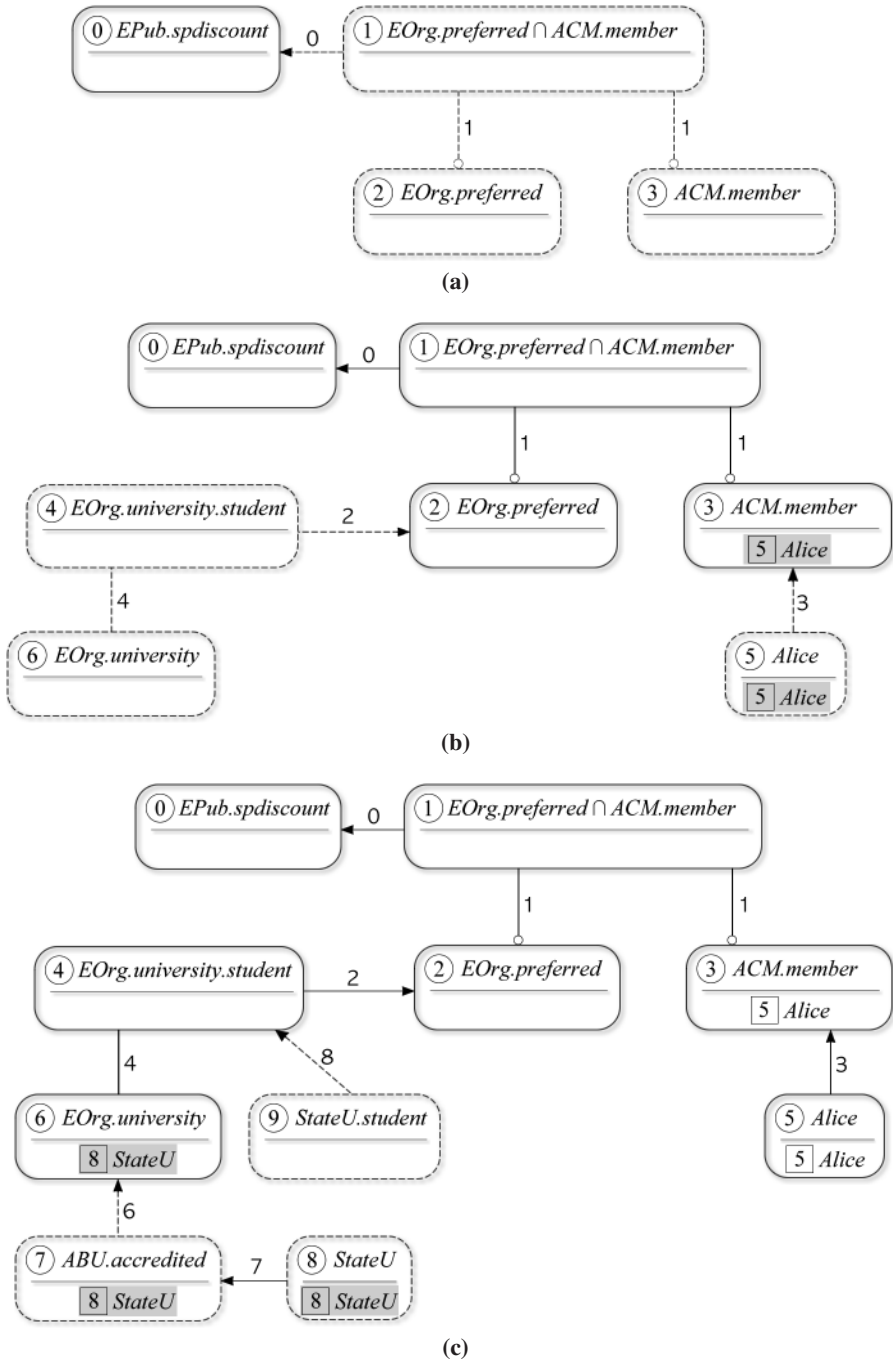 0 EPub.spdiscount
0
1 EOrg.preferred ∩ ACM.member
1
1
2 EOrg.preferred
3 ACM.member
(a)
0 EPub.spdiscount
0
1 EOrg.preferred ∩ ACM.member
1
1
4 EOrg.university.student
2
2 EOrg.preferred
3 ACM.member
5 Alice
4
3
6 EOrg.university
5 Alice
5 Alice
(b)
0 EPub.spdiscount
0
1 EOrg.preferred ∩ ACM.member
1
1
4 EOrg.university.student
2
2 EOrg.preferred
3 ACM.member
5 Alice
4
8
3
6 EOrg.university
8 StateU
9 StateU.student
5 Alice
5 Alice
6
7 ABU.accredited
8 StateU
7
8 StateU
8 StateU
(c)